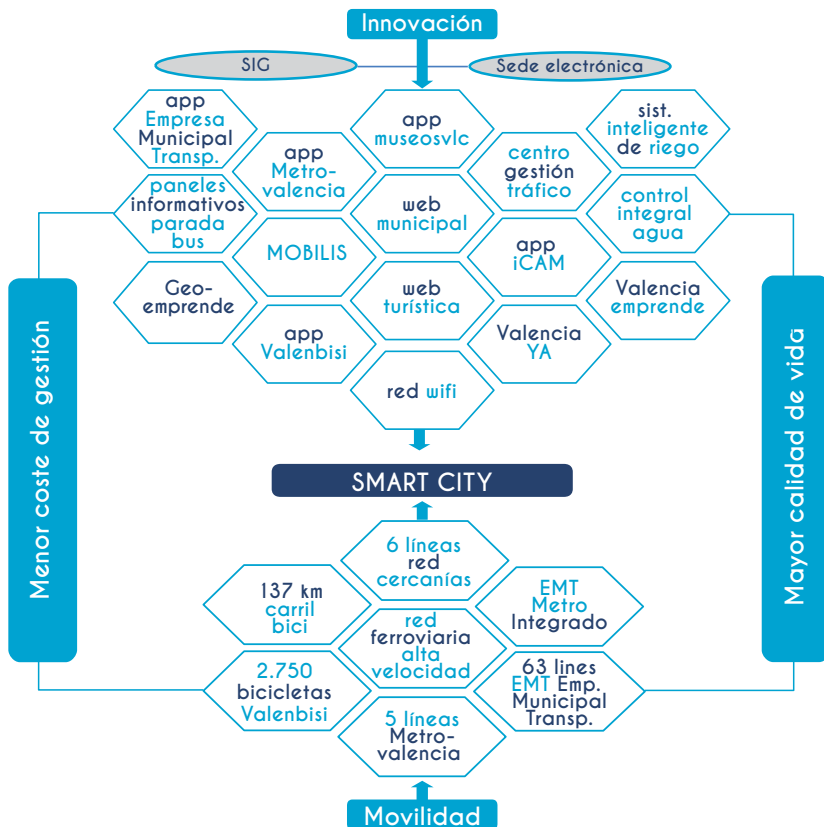 Innovación
SIG
Sede electrónica
app
Empresa
Municipal
Transp.
app
museosvlc
sist.
inteligente
de riego
app
Metro-
valencia
centro
gestión
tráfico
paneles
informativos
parada
bus
web
municipal
control
integral
agua
MOBILIS
app
iCAM
Geo-
emprende
web
turística
Valencia
emprende
app
Valenbisi
Valencia
YA
red wifi
Menor coste de gestión
Mayor calidad de vida
SMART CITY
6 líneas
red
cercanías
137 km
carril
bici
EMT
Metro
Integrado
red
ferroviaria
alta
velocidad
2.750
bicicletas
Valenbisi
63 lines
EMT Emp.
Municipal
Transp.
5 líneas
Metro-
valencia
Movilidad